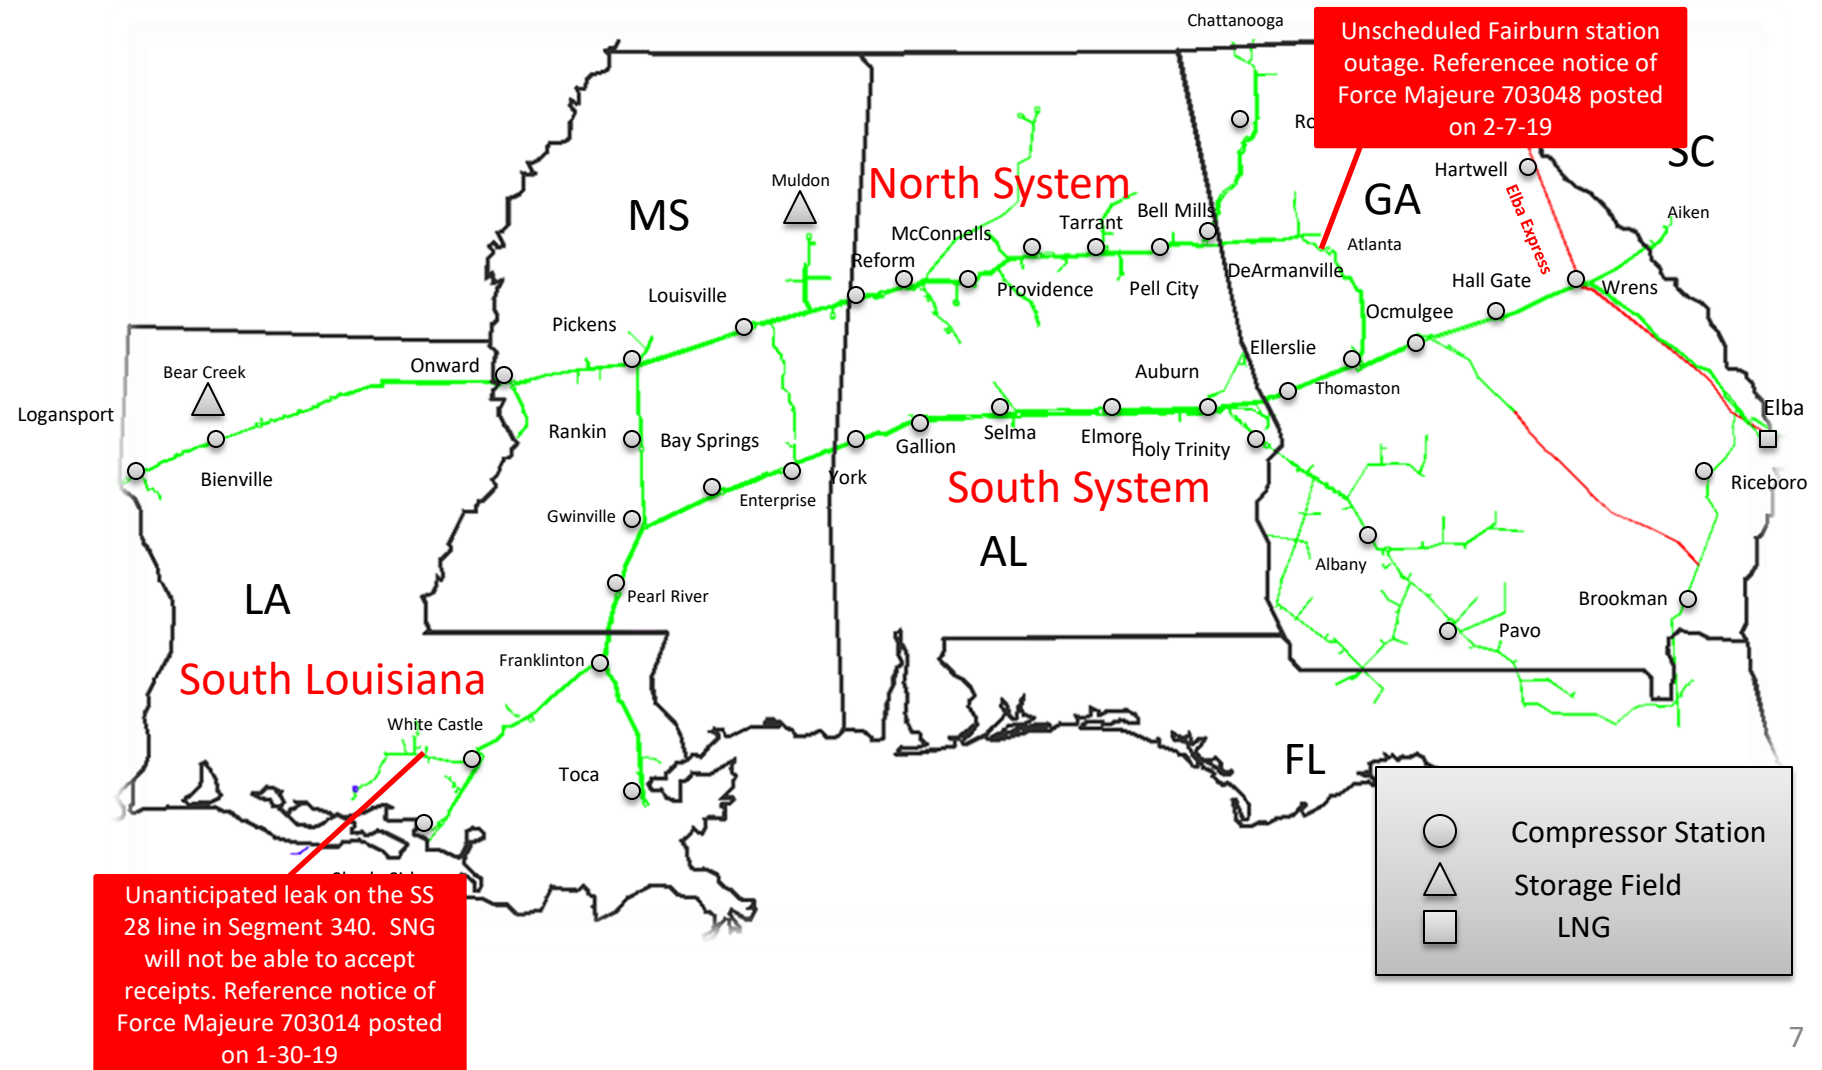 Chattanooga
Unscheduled Fairburn station
outage. Referencee notice of
Force Majeure 703048 posted
on 2-7-19
SC
Hartwell
Elba Express
GA
Aiken
Muldon
North System
MS
Bell Mills
Tarrant
McConnells
Atlanta
Reform
DeArmanville
Hall Gate
Wrens
Providence
Pell City
Louisville
Ocmulgee
Pickens
Ellerslie
Onward
Auburn
Bear Creek
Thomaston
Logansport
Elba
Rankin
Bay Springs
Selma
Elmore
Gallion
Holy Trinity
Bienville
York
Enterprise
South System
Riceboro
Gwinville
AL
Albany
LA
Pearl River
Brookman
Pavo
Franklinton
South Louisiana
White Castle
Toca
FL
Compressor Station
Storage Field
LNG
Unanticipated leak on the SS
28 line in Segment 340. SNG
will not be able to accept
receipts. Reference notice of
Force Majeure 703014 posted
on 1-30-19
7